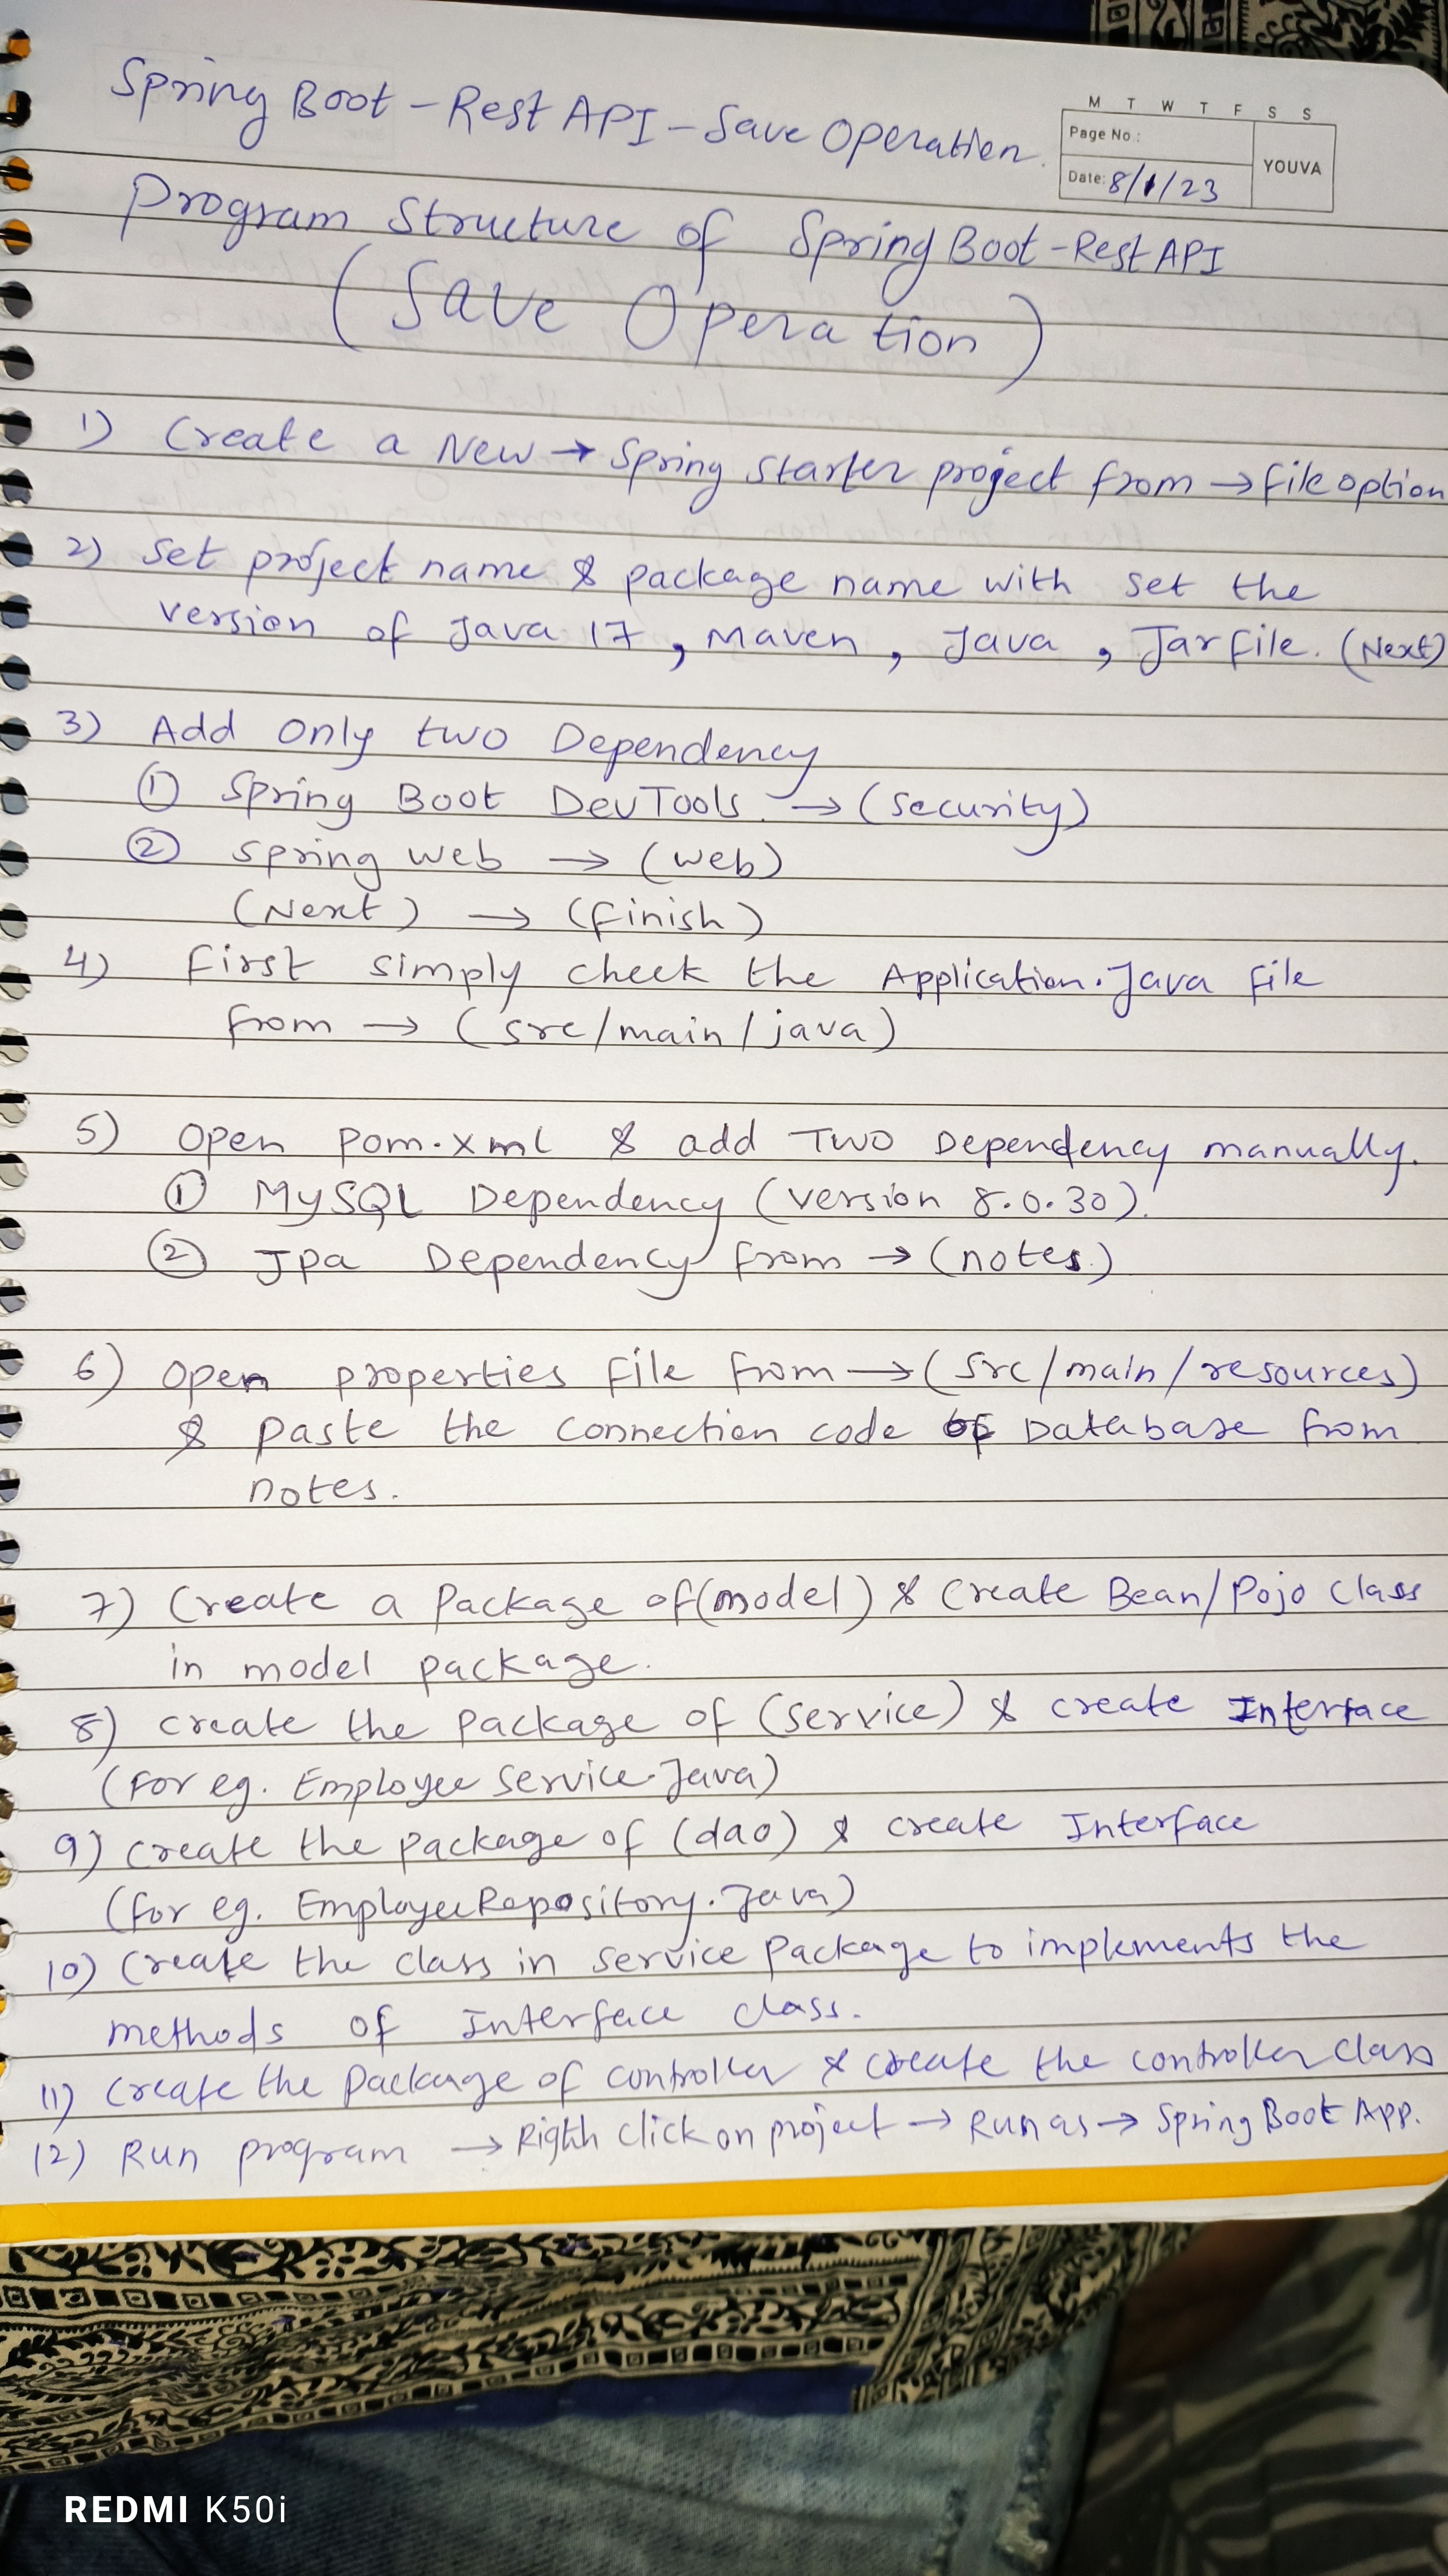 Spring Boot - Rest API - Save Operation.
M T W T F S S
Page No.:
Date: 8/1/23
YOUVA
Program Structure of Spring Boot - Rest API
(Save Operation)
1) Create a New → Spring Starter project from → file option
2) Set project name & package name with set the
version of Java 17, Maven, Java, Jar file. (Next)
3) Add only two Dependency
① Spring Boot DevTools. → (Security)
② Spring Web → (Web)
(Next) → (finish)
4) First simply check the Application.Java file
from → (src/main/java)
5) Open pom.xml & add Two Dependency manually.
① MySQL Dependency (version 8.0.30).
② Jpa Dependency from → (notes.)
6) Open properties file from → (src/main/resources)
& paste the connection code of Database from
notes.
7) Create a package of (model) & create Bean/Pojo class
in model package.
8) create the package of (service) & create Interface
(For eg. Employee Service.Java)
9) create the package of (dao) & create Interface
(for eg. EmployeeRepository.Java)
10) Create the class in service package to implements the
methods of Interface class.
11) Create the package of controller & create the controller class
12) Run program → Righth click on project → Run as → Spring Boot App.
REDMI K50i